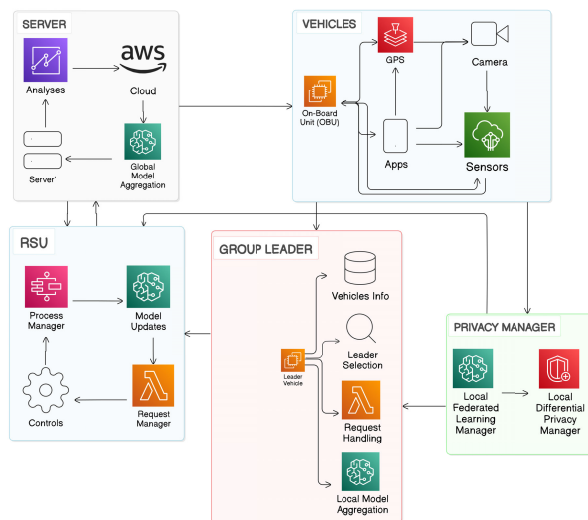 SERVER
aws
Analyses
Cloud
Server'
Global
Model
Aggregation
VEHICLES
GPS
Camera
On-Board
Unit (OBU)
Apps
Sensors
RSU
Process
Manager
Model
Updates
Controls
Request
Manager
GROUP LEADER
Vehicles Info
Leader
Vehicle
Leader
Selection
Request
Handling
Local Model
Aggregation
PRIVACY MANAGER
Local
Federated
Learning
Manager
Local
Differential
Privacy
Manager